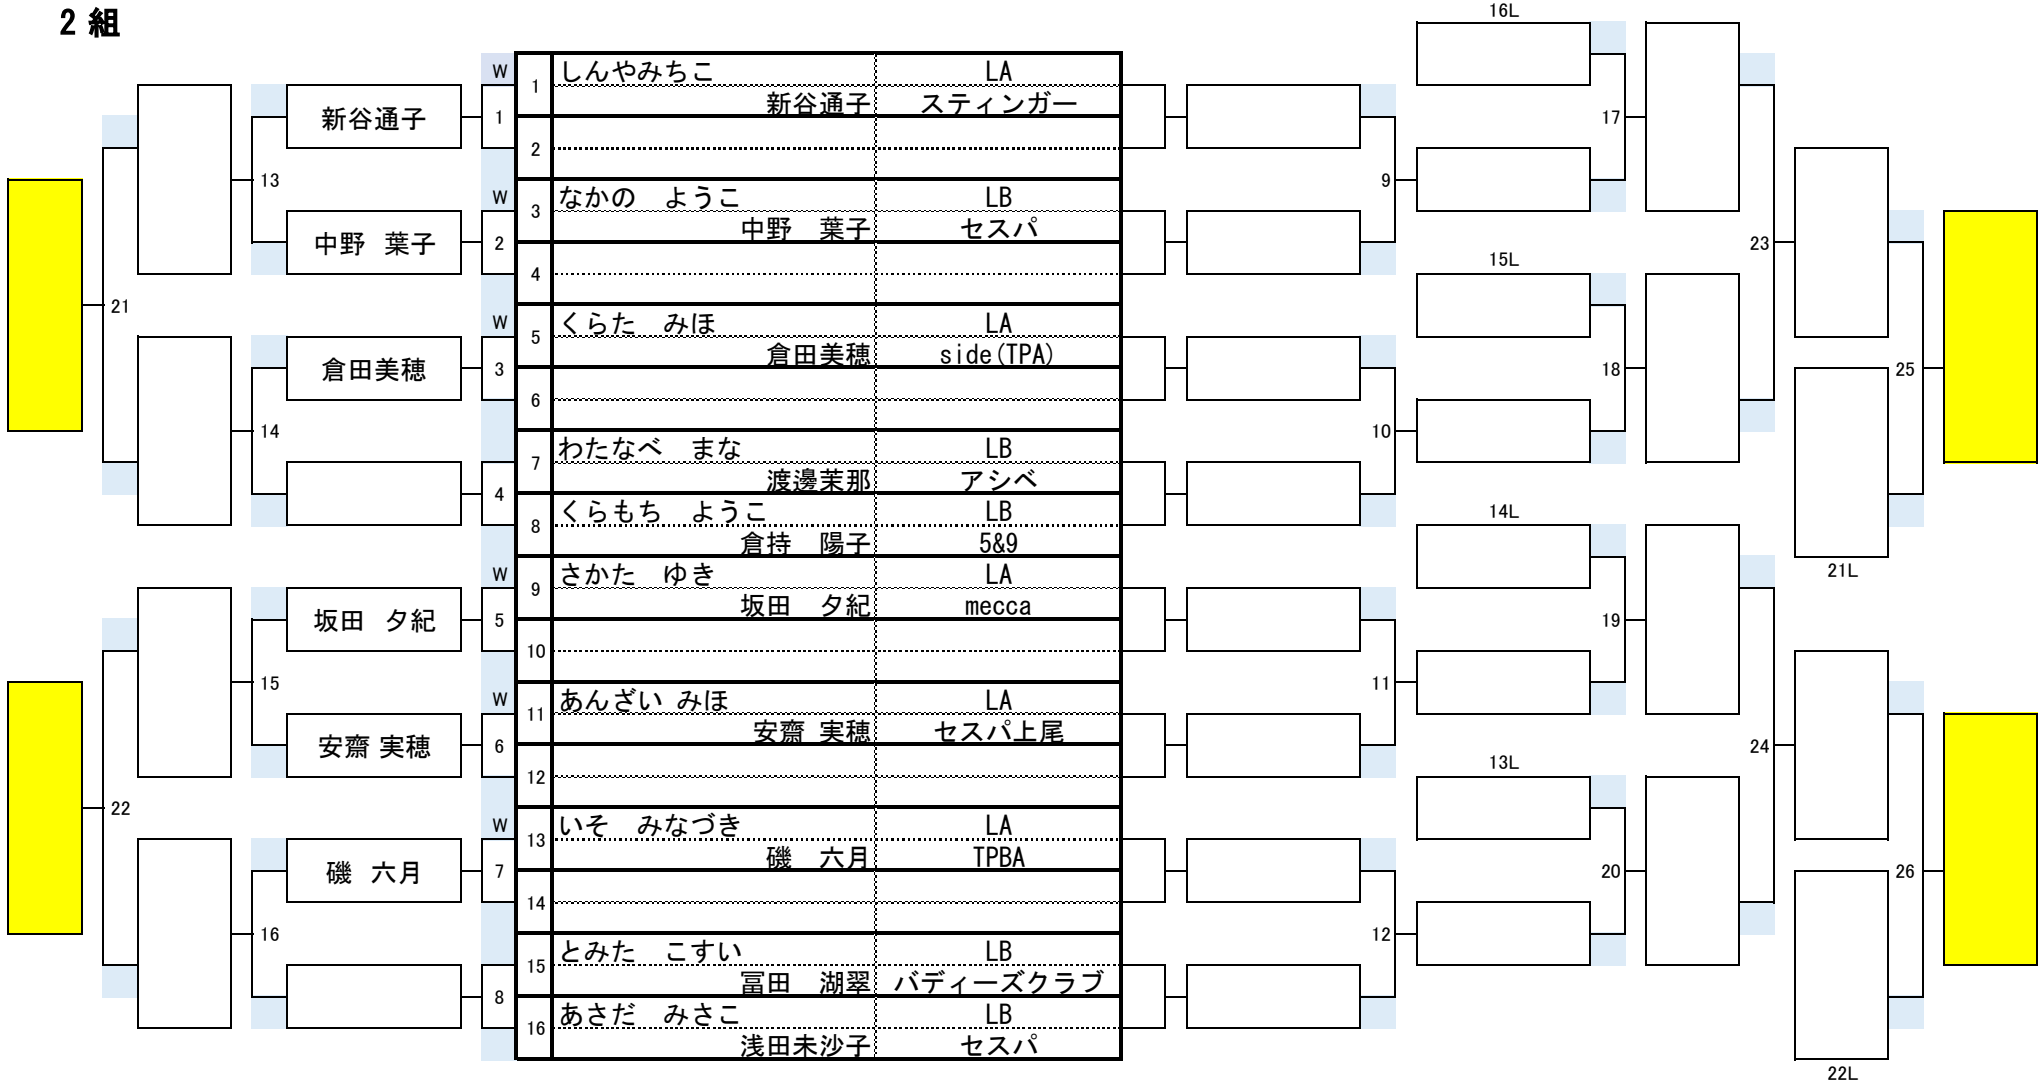 2 組
16L
W
1
しんやみちこ
LA
新谷通子
スティンガー
新谷通子
1
17
2
13
W
3
なかの　ようこ
LB
中野　葉子
セスパ
9
中野 葉子
2
23
4
15L
21
W
5
くらた　みほ
LA
倉田美穂
side(TPA)
倉田美穂
3
18
25
6
14
10
7
わたなべ　まな
LB
渡邊茉那
アシベ
4
8
くらもち　ようこ
LB
倉持　陽子
5&9
14L
W
9
さかた　ゆき
LA
坂田　夕紀
mecca
21L
坂田　夕紀
5
19
10
15
W
11
あんざい みほ
LA
安齋 実穂
セスパ上尾
11
安齋 実穂
6
24
12
13L
22
W
13
いそ　みなづき
LA
磯　六月
TPBA
磯 六月
7
20
26
14
16
12
15
とみた　こすい
LB
冨田　湖翠
バディーズクラブ
8
16
あさだ　みさこ
LB
浅田未沙子
セスパ
22L